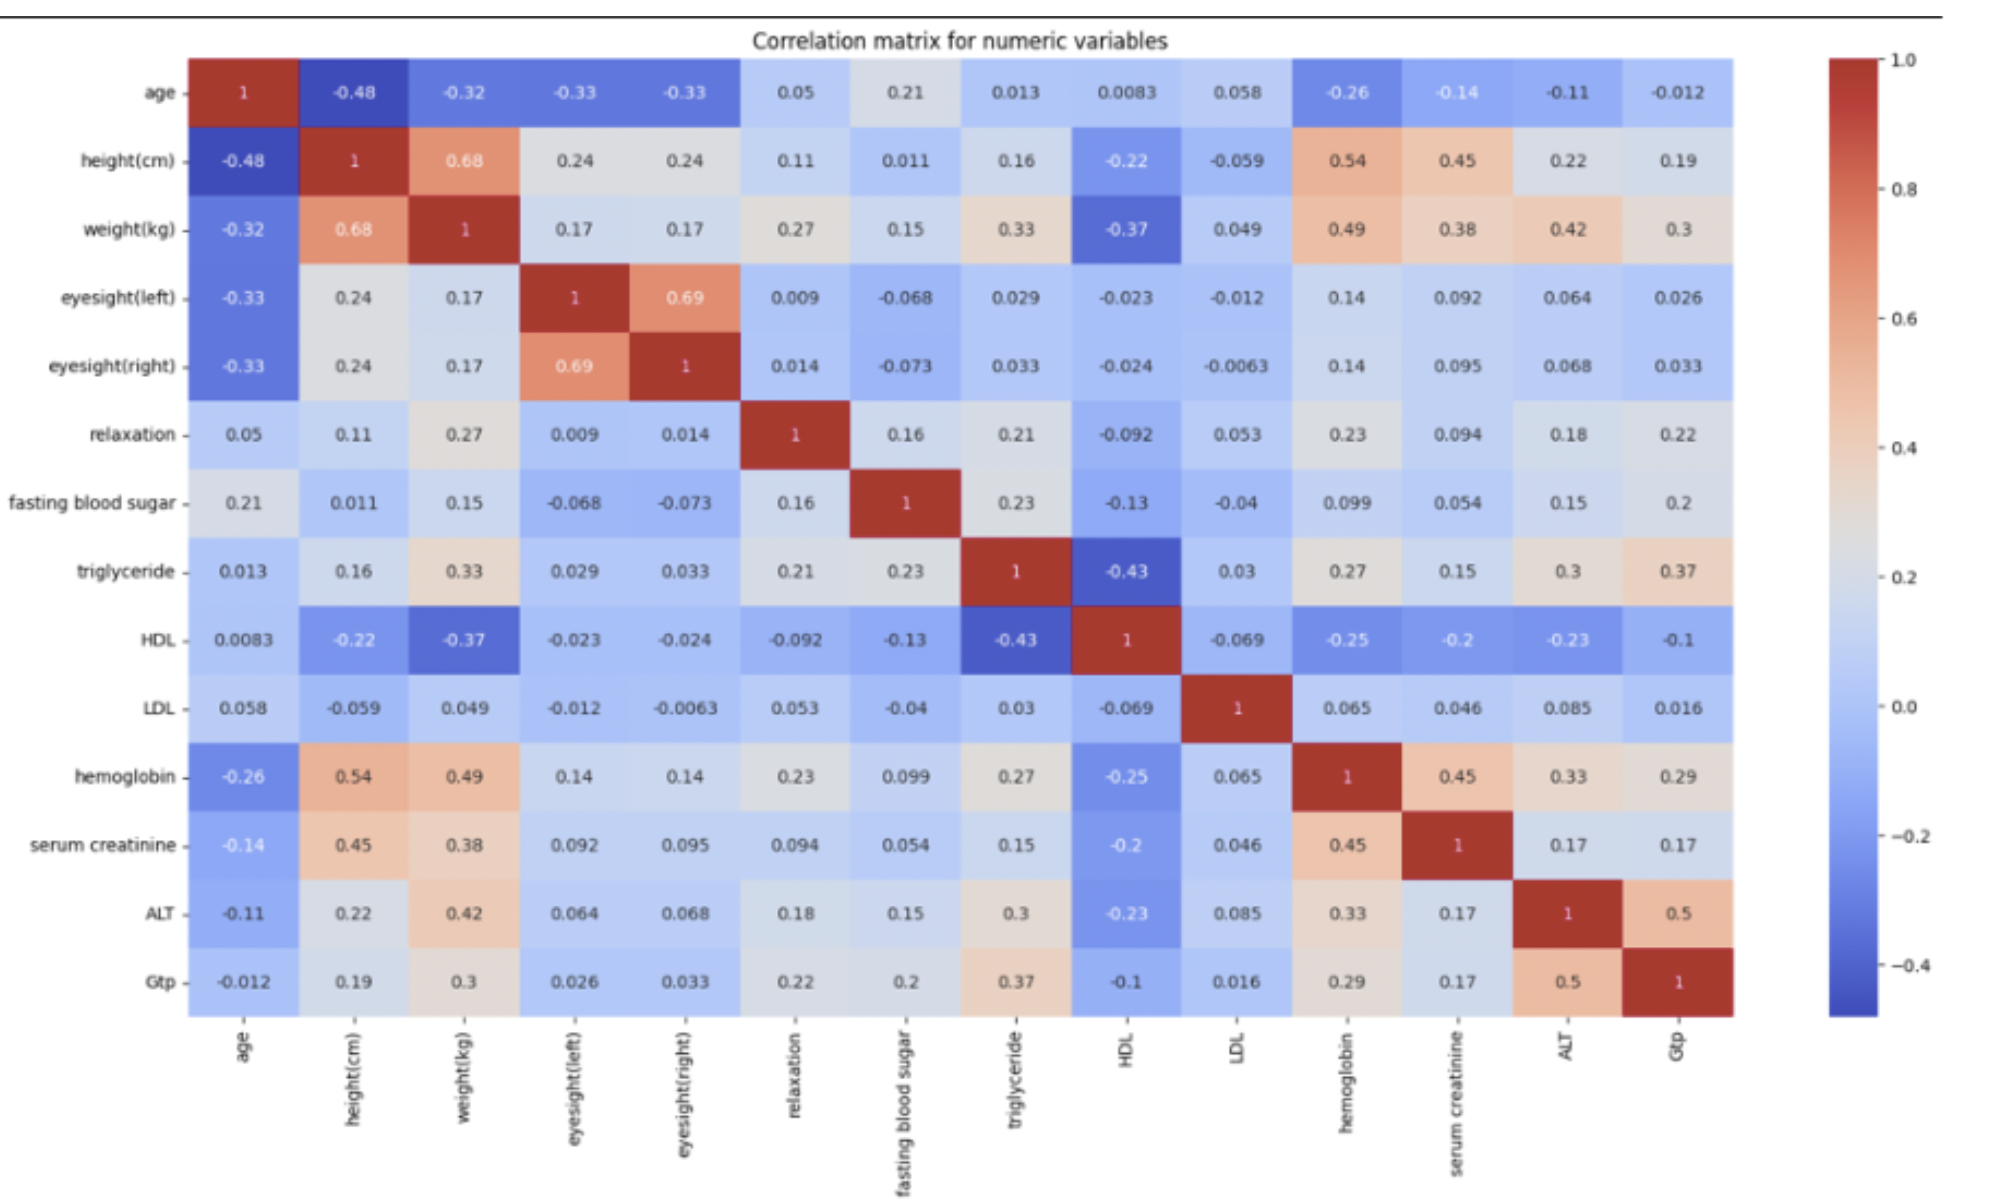 Correlation matrix for numeric variables
age 1 -0.48 -0.32 -0.33 -0.33 0.05 0.21 0.013 0.0083 0.058 -0.26 -0.14 -0.11 -0.012
height(cm) -0.48 1 0.68 0.24 0.24 0.11 0.011 0.16 -0.22 -0.059 0.54 0.45 0.22 0.19
weight(kg) -0.32 0.68 1 0.17 0.17 0.27 0.15 0.33 -0.37 0.049 0.49 0.38 0.42 0.3
eyesight(left) -0.33 0.24 0.17 1 0.69 0.009 -0.068 0.029 -0.023 -0.012 0.14 0.092 0.064 0.026
eyesight(right) -0.33 0.24 0.17 0.69 1 0.014 -0.073 0.033 -0.024 -0.0063 0.14 0.095 0.068 0.033
relaxation 0.05 0.11 0.27 0.009 0.014 1 0.16 0.21 -0.092 0.053 0.23 0.094 0.18 0.22
fasting blood sugar 0.21 0.011 0.15 -0.068 -0.073 0.16 1 0.23 -0.13 -0.04 0.099 0.054 0.15 0.2
triglyceride 0.013 0.16 0.33 0.029 0.033 0.21 0.23 1 -0.43 0.03 0.27 0.15 0.3 0.37
HDL 0.0083 -0.22 -0.37 -0.023 -0.024 -0.092 -0.13 -0.43 1 -0.069 -0.25 -0.2 -0.23 -0.1
LDL 0.058 -0.059 0.049 -0.012 -0.0063 0.053 -0.04 0.03 -0.069 1 0.065 0.046 0.085 0.016
hemoglobin -0.26 0.54 0.49 0.14 0.14 0.23 0.099 0.27 -0.25 0.065 1 0.45 0.33 0.29
serum creatinine -0.14 0.45 0.38 0.092 0.095 0.094 0.054 0.15 -0.2 0.046 0.45 1 0.17 0.17
ALT -0.11 0.22 0.42 0.064 0.068 0.18 0.15 0.3 -0.23 0.085 0.33 0.17 1 0.5
Gtp -0.012 0.19 0.3 0.026 0.033 0.22 0.2 0.37 -0.1 0.016 0.29 0.17 0.5 1
age
height(cm)
weight(kg)
eyesight(left)
eyesight(right)
relaxation
fasting blood sugar
triglyceride
HDL
LDL
hemoglobin
serum creatinine
ALT
Gtp
1.0
0.8
0.6
0.4
0.2
0.0
−0.2
−0.4